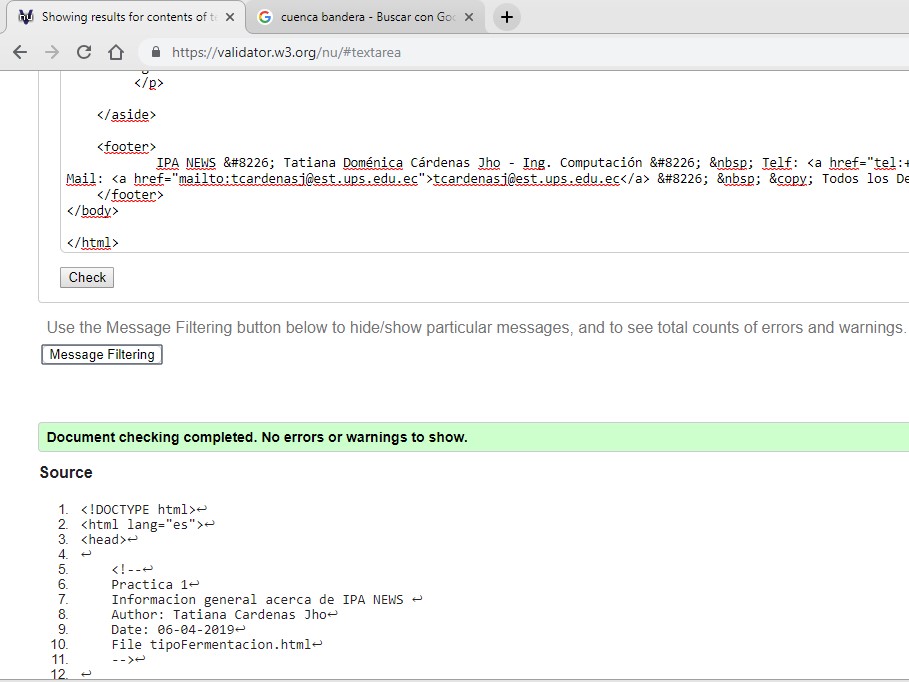 Showing results for contents of t
cuenca bandera - Buscar con Goo
https://validator.w3.org/nu/#textarea
</p>
</aside>
<footer>
IPA NEWS &#8226; Tatiana Doménica Cárdenas Jho - Ing. Computación &#8226; &nbsp; Telf: <a href="tel:+
Mail: <a href="mailto:tcardenasj@est.ups.edu.ec">tcardenasj@est.ups.edu.ec</a> &#8226; &nbsp; &copy; Todos los De
</footer>
</body>
</html>
Check
Use the Message Filtering button below to hide/show particular messages, and to see total counts of errors and warnings.
Message Filtering
Document checking completed. No errors or warnings to show.
Source
1. <!DOCTYPE html>↩
2. <html lang="es">↩
3. <head>↩
4. ↩
5. <!--↩
6. Practica 1↩
7. Informacion general acerca de IPA NEWS ↩
8. Author: Tatiana Cardenas Jho↩
9. Date: 06-04-2019↩
10. File tipoFermentacion.html↩
11. -->↩
12. ↩